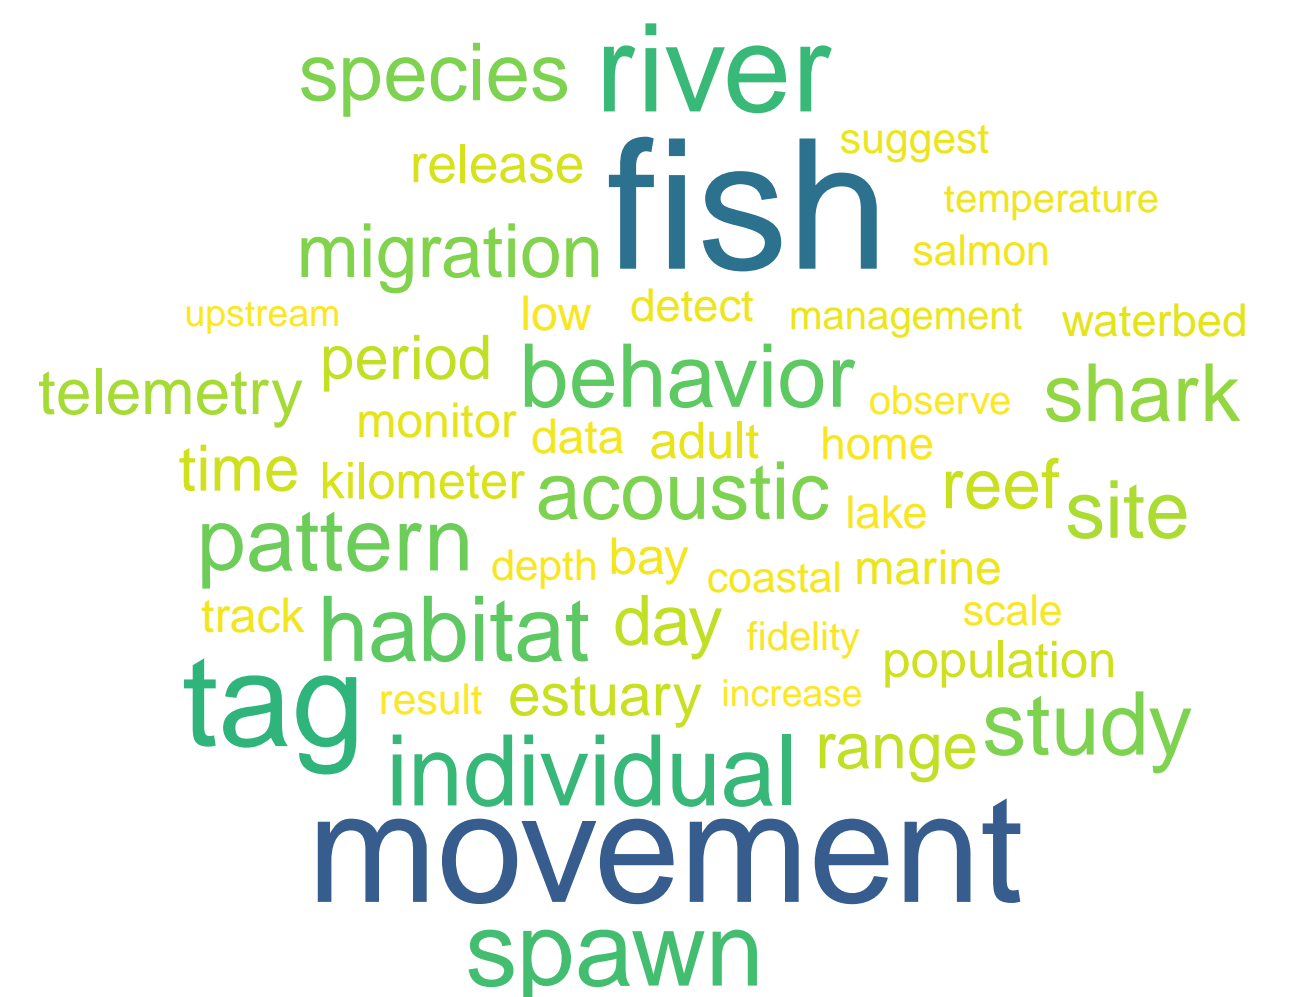 species river
suggest
release fish
temperature
migration salmon
upstream low detect management waterbed
period behavior
telemetry observe shark
monitor data adult home
time kilometer acoustic reef site
lake
pattern depth bay coastal marine
track habitat day fidelity scale
population
tag result estuary increase
individual range study
movement
spawn